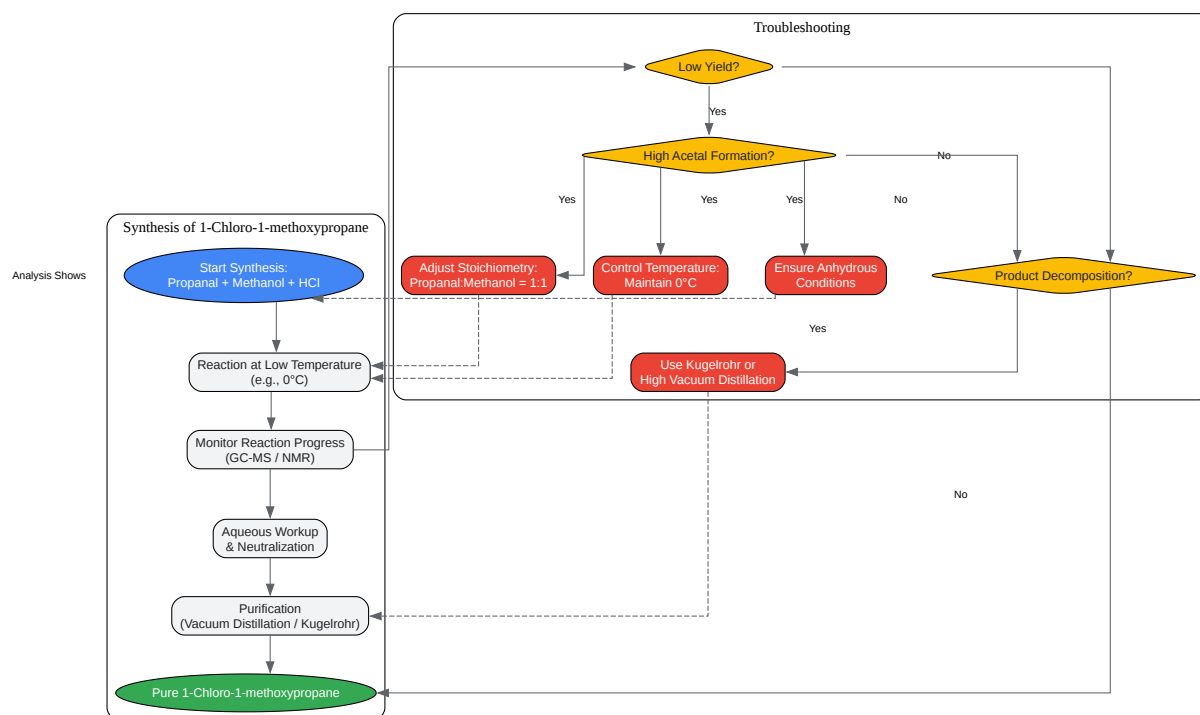 Troubleshooting
Low Yield?
Yes
High Acetal Formation?
No
Yes
Yes
Yes
No
Synthesis of 1-Chloro-1-methoxypropane
Analysis Shows
Start Synthesis:
Propanal + Methanol + HCl
Adjust Stoichiometry:
Propanal:Methanol = 1:1
Control Temperature:
Maintain 0°C
Ensure Anhydrous
Conditions
Product Decomposition?
Yes
Reaction at Low Temperature
(e.g., 0°C)
Use Kugelrohr or
High Vacuum Distillation
Monitor Reaction Progress
(GC-MS / NMR)
No
Aqueous Workup
& Neutralization
Purification
(Vacuum Distillation / Kugelrohr)
Pure 1-Chloro-1-methoxypropane